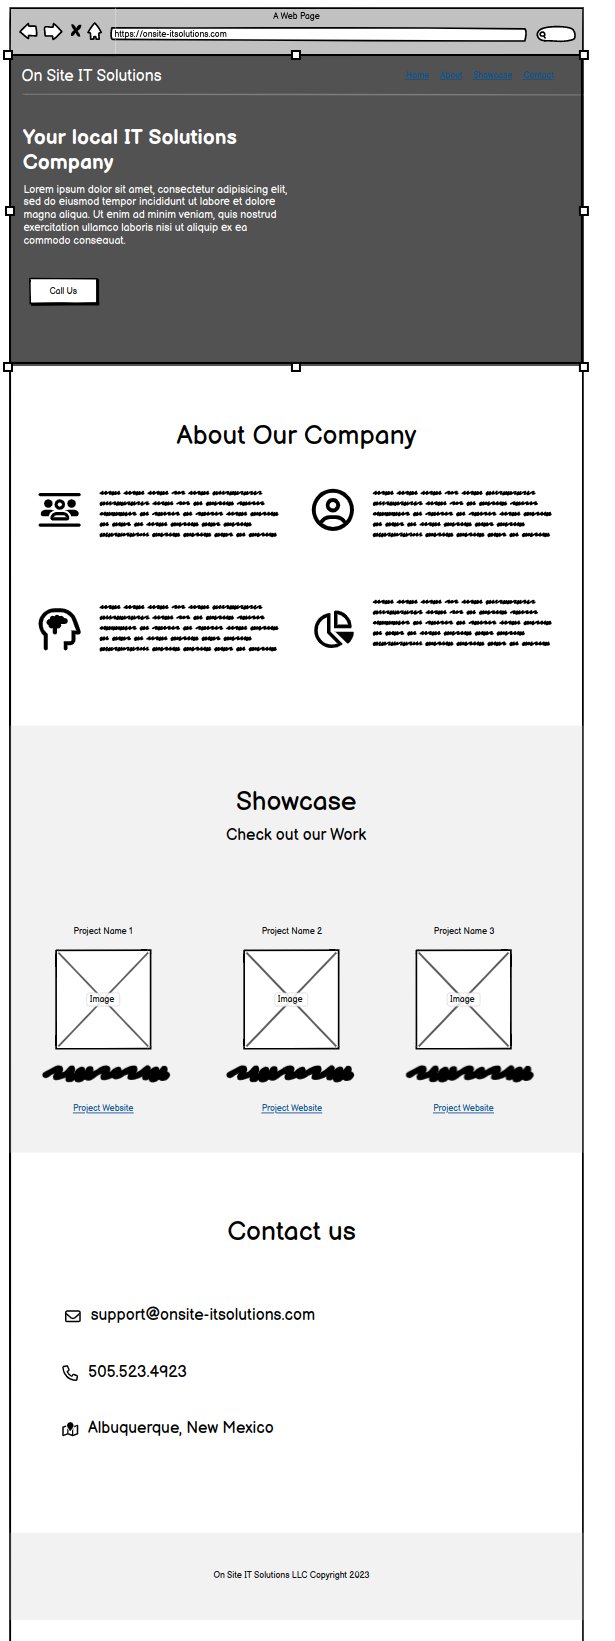 A Web Page
https://onsite-itsolutions.com
On Site IT Solutions
Home About Showcase Contact
Your local IT Solutions
Company
Lorem ipsum dolor sit amet, consectetur adipisicing elit,
sed do eiusmod tempor incididunt ut labore et dolore
magna aliqua. Ut enim ad minim veniam, quis nostrud
exercitation ullamco laboris nisi ut aliquip ex ea
commodo consequat.
Call Us
About Our Company
Showcase
Check out our Work
Project Name 1
Project Name 2
Project Name 3
Image
Image
Image
Project Website
Project Website
Project Website
Contact us
support@onsite-itsolutions.com
505.523.4923
Albuquerque, New Mexico
On Site IT Solutions LLC Copyright 2023